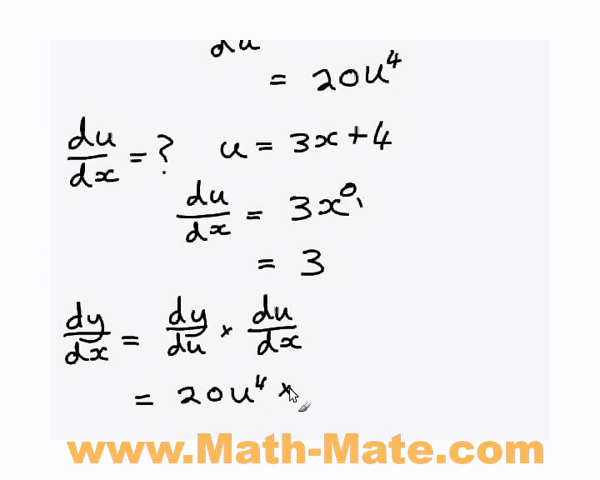 du
= 20u⁴
du/dx = ? u = 3x + 4
du/dx = 3x⁰,
= 3
dy/dx = dy/du × du/dx
= 20u⁴ ×
www.Math-Mate.com